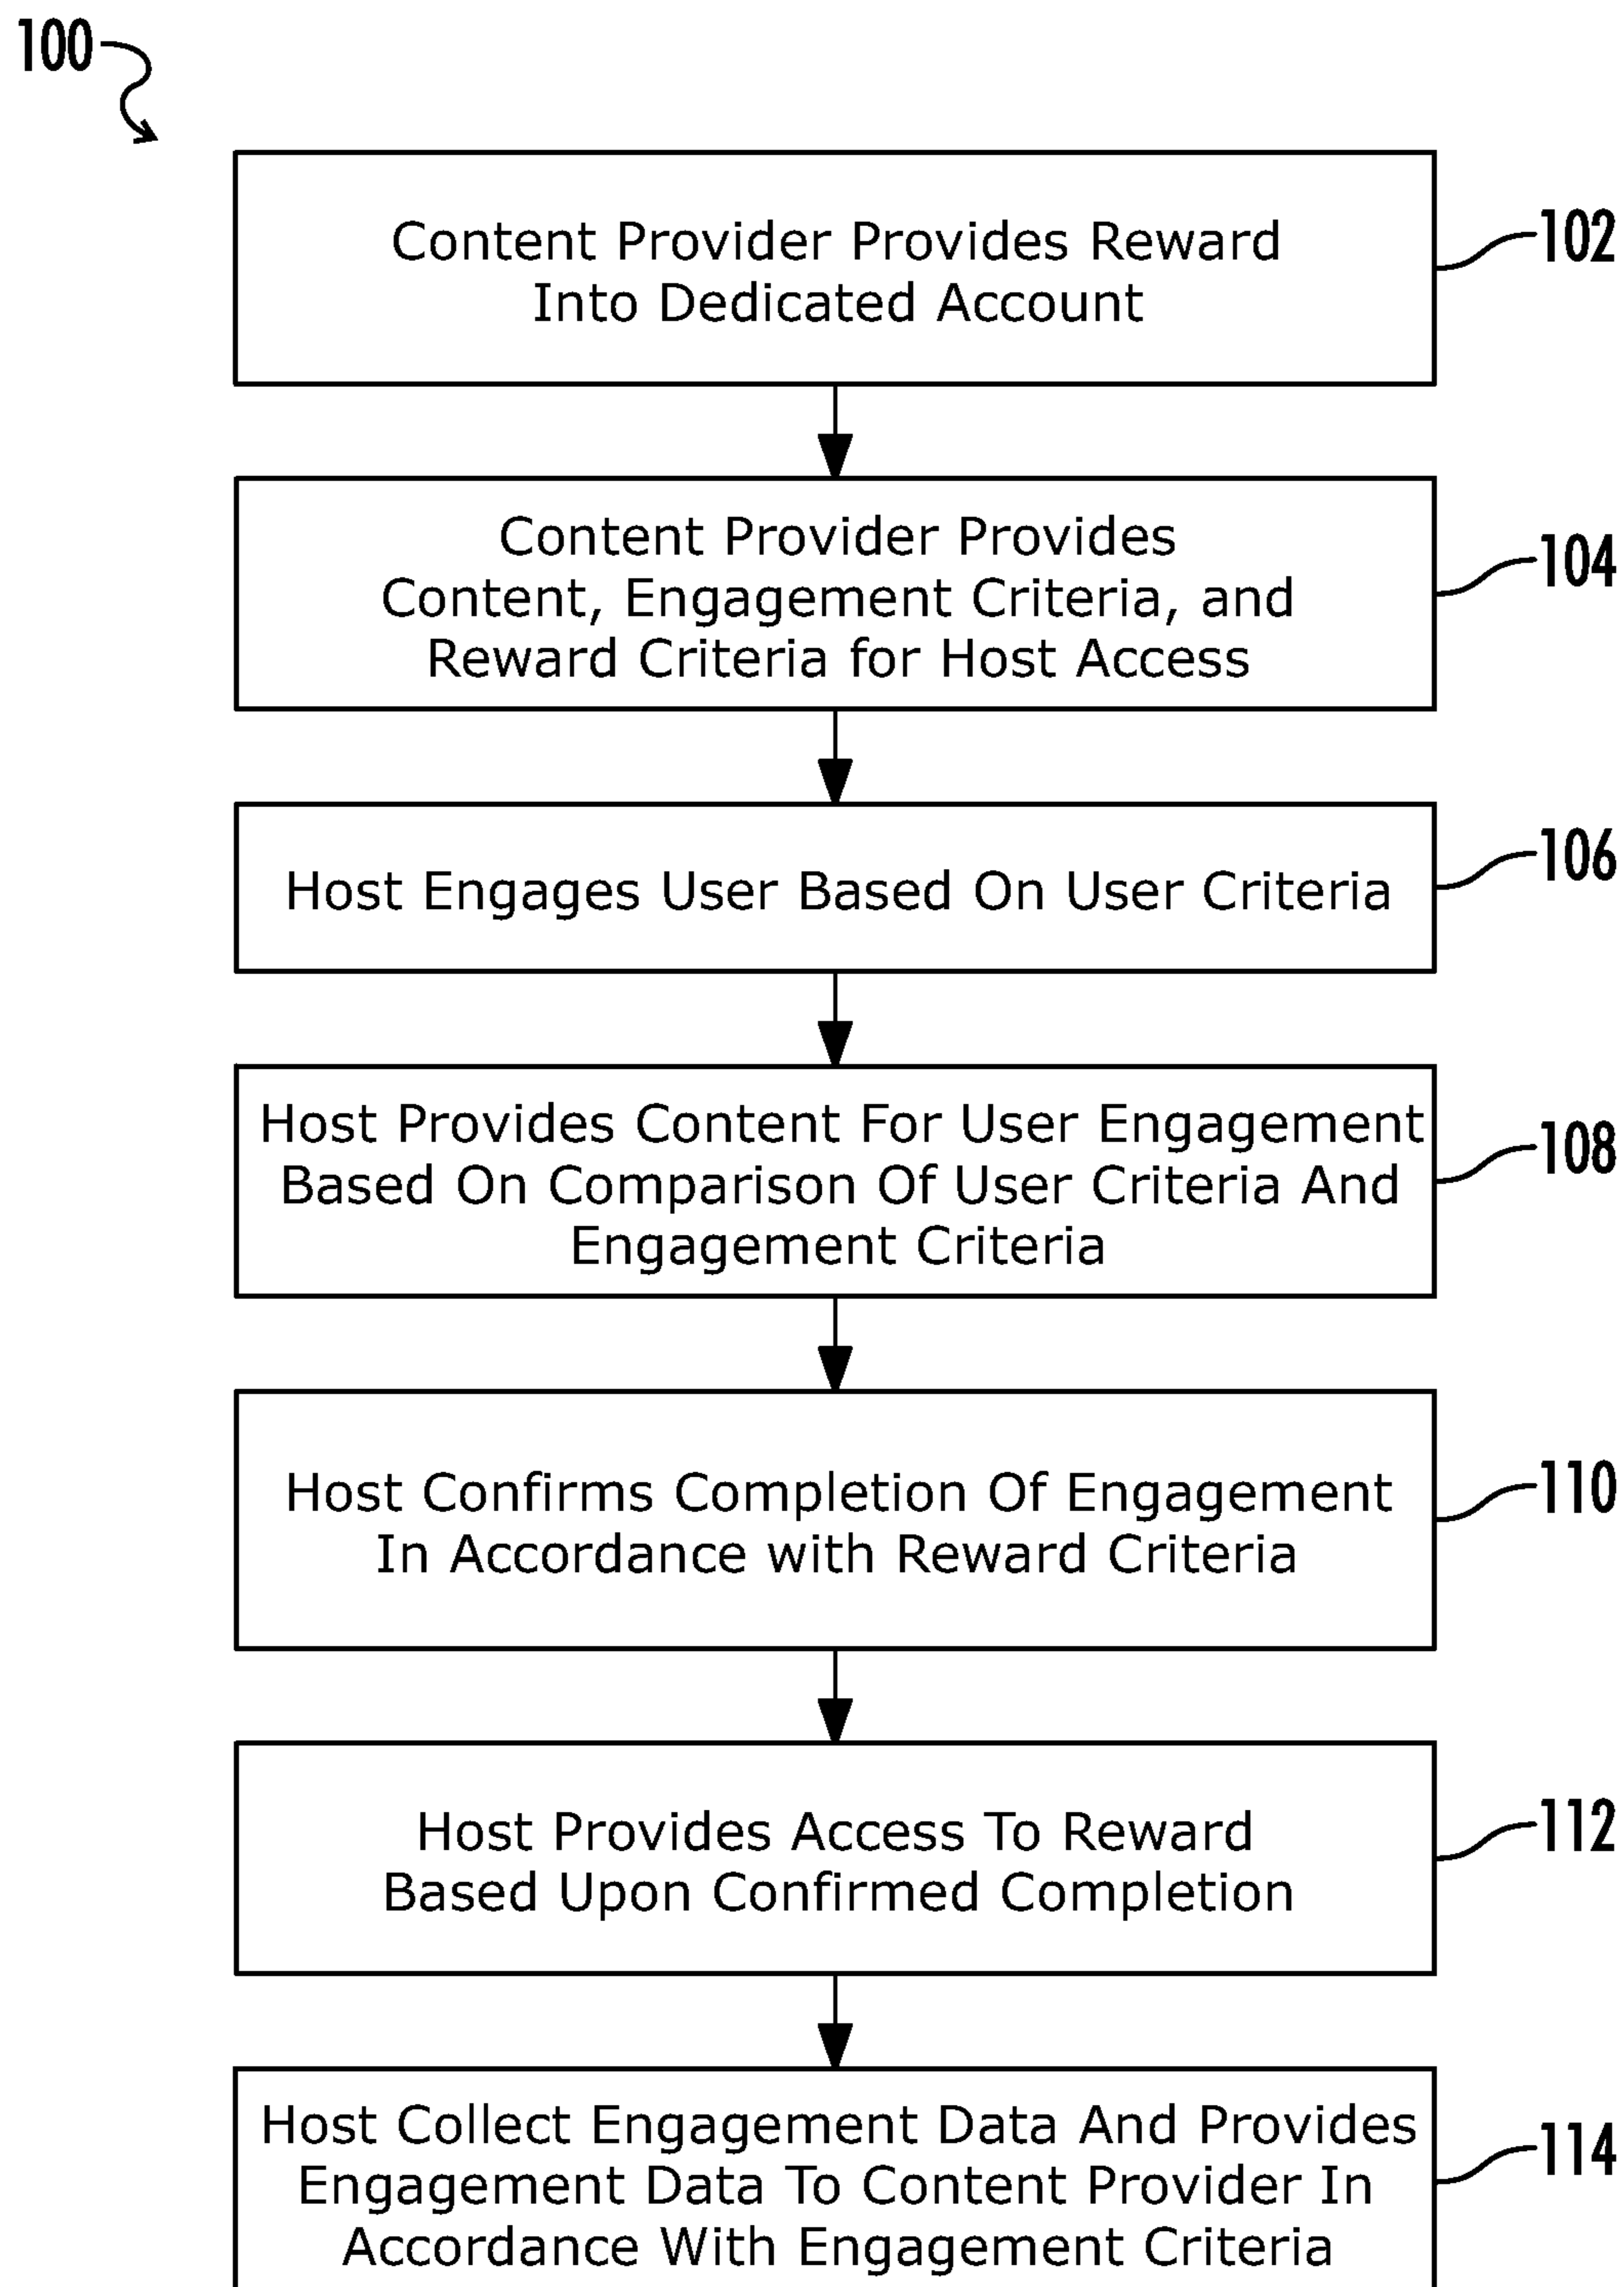 100
Content Provider Provides Reward
Into Dedicated Account
102
Content Provider Provides
Content, Engagement Criteria, and
Reward Criteria for Host Access
104
Host Engages User Based On User Criteria
106
Host Provides Content For User Engagement
Based On Comparison Of User Criteria And
Engagement Criteria
108
Host Confirms Completion Of Engagement
In Accordance with Reward Criteria
110
Host Provides Access To Reward
Based Upon Confirmed Completion
112
Host Collect Engagement Data And Provides
Engagement Data To Content Provider In
Accordance With Engagement Criteria
114